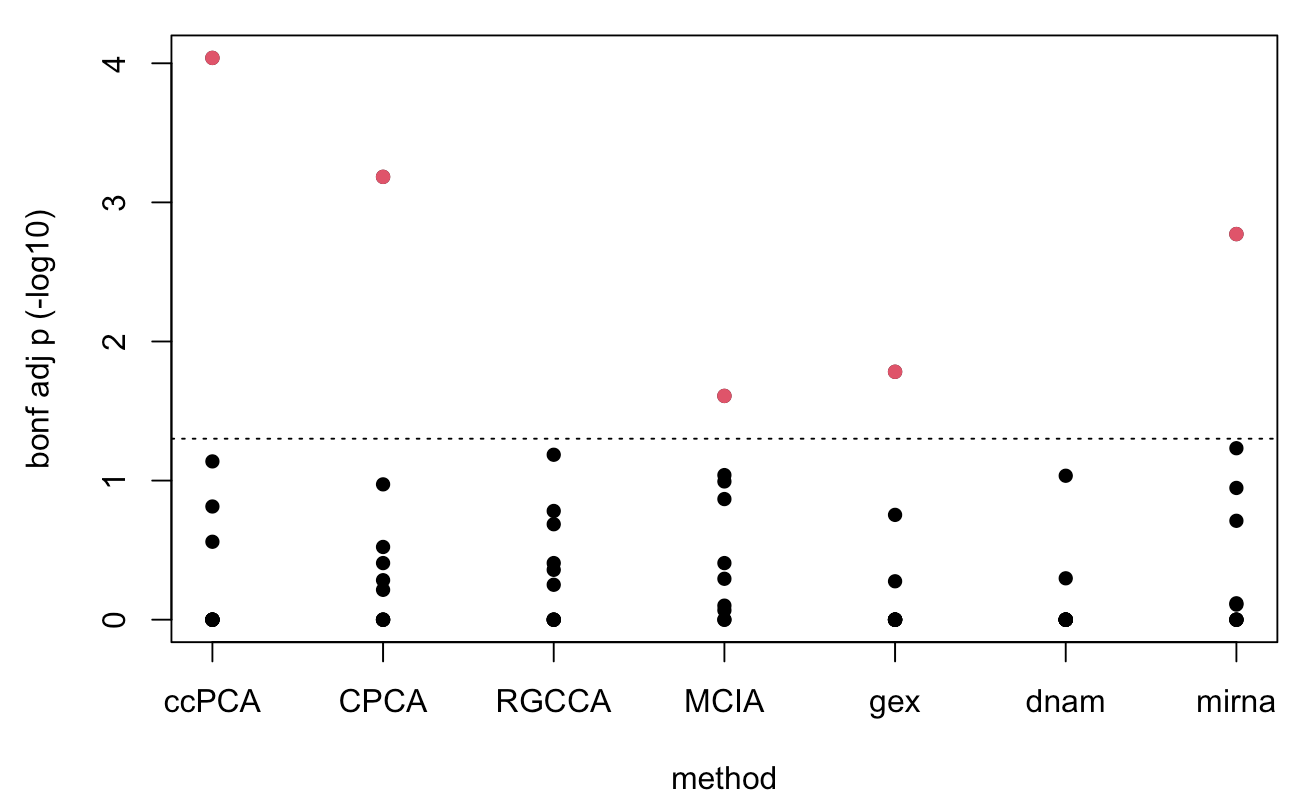 bonf adj p (-log10)
4
3
2
1
0
ccPCA CPCA RGCCA MCIA gex dnam mirna
method